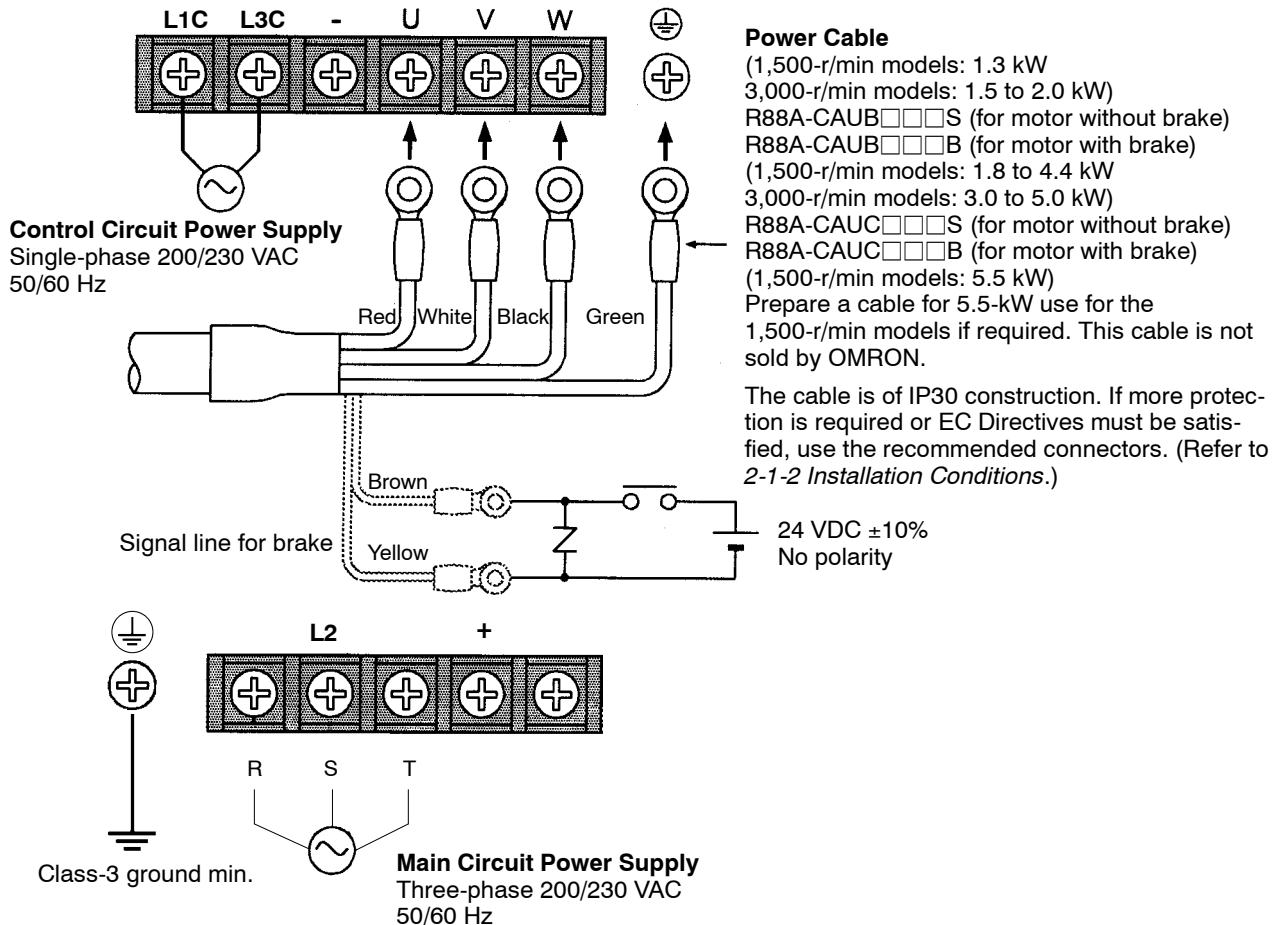 L1C L3C - U V W
Power Cable
(1,500-r/min models: 1.3 kW
3,000-r/min models: 1.5 to 2.0 kW)
R88A-CAUB□□□S (for motor without brake)
R88A-CAUB□□□B (for motor with brake)
(1,500-r/min models: 1.8 to 4.4 kW
3,000-r/min models: 3.0 to 5.0 kW)
R88A-CAUC□□□S (for motor without brake)
R88A-CAUC□□□B (for motor with brake)
(1,500-r/min models: 5.5 kW)
Prepare a cable for 5.5-kW use for the
1,500-r/min models if required. This cable is not
sold by OMRON.
The cable is of IP30 construction. If more protec-
tion is required or EC Directives must be satis-
fied, use the recommended connectors. (Refer to
2-1-2 Installation Conditions.)
Control Circuit Power Supply
Single-phase 200/230 VAC
50/60 Hz
Red White Black Green
Brown
Signal line for brake
Yellow
24 VDC ±10%
No polarity
L2 +
R S T
Class-3 ground min.
Main Circuit Power Supply
Three-phase 200/230 VAC
50/60 Hz